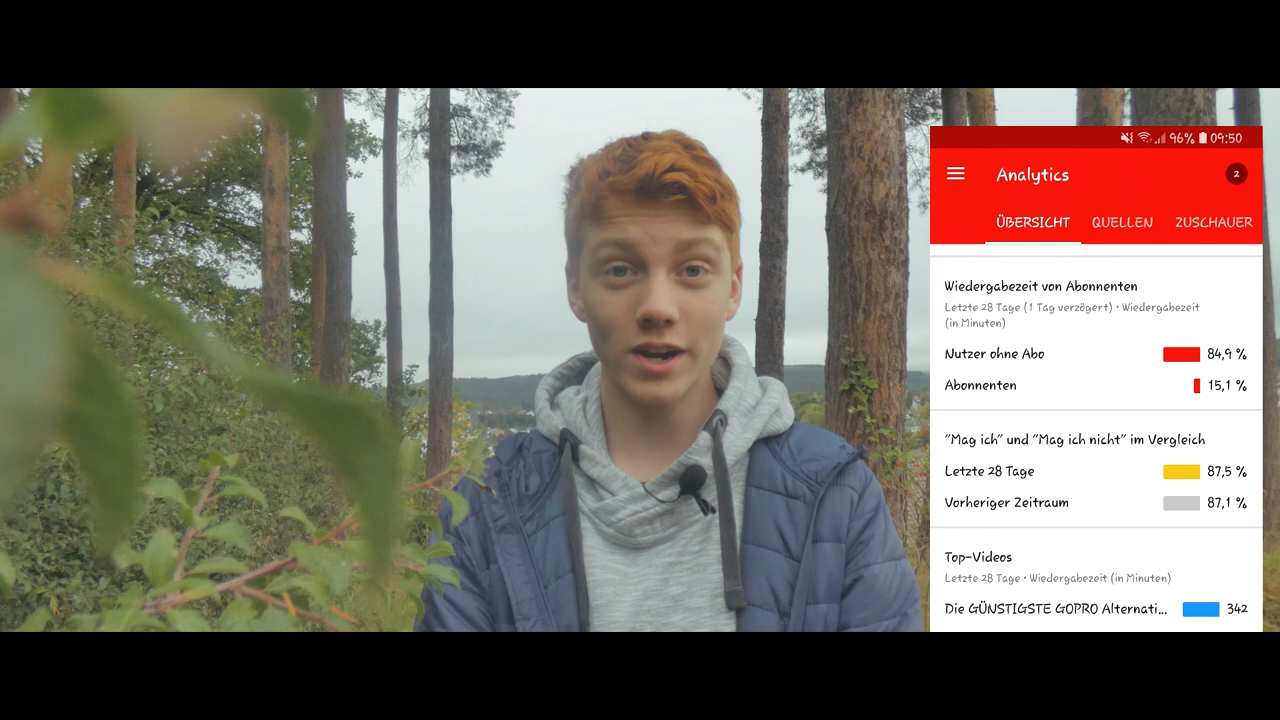 96% 09:50
Analytics
2
ÜBERSICHT QUELLEN ZUSCHAUER
Wiedergabezeit von Abonnenten
Letzte 28 Tage (1 Tag verzögert) • Wiedergabezeit
(in Minuten)
Nutzer ohne Abo 84,9 %
Abonnenten 15,1 %
"Mag ich" und "Mag ich nicht" im Vergleich
Letzte 28 Tage 87,5 %
Vorheriger Zeitraum 87,1 %
Top-Videos
Letzte 28 Tage • Wiedergabezeit (in Minuten)
Die GÜNSTIGSTE GOPRO Alternati... 342